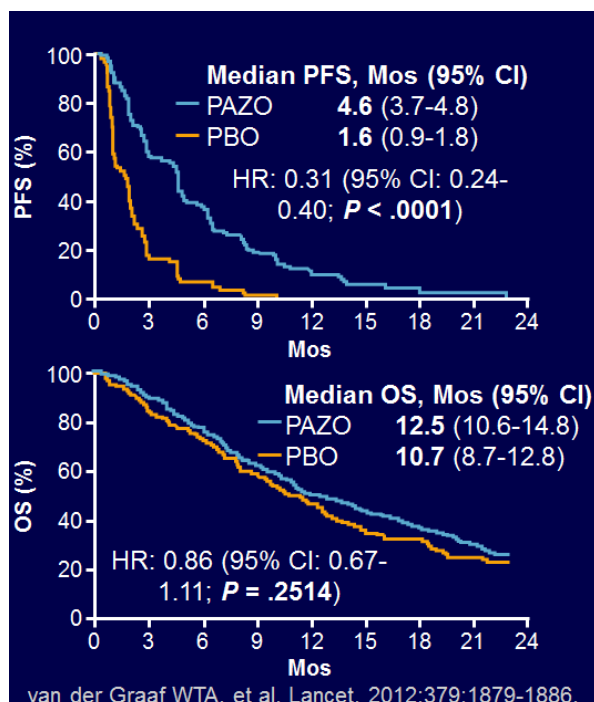 Median PFS, Mos (95% CI)
PAZO 4.6 (3.7-4.8)
PBO 1.6 (0.9-1.8)
HR: 0.31 (95% CI: 0.24-
0.40; P < .0001)
PFS (%)
100
80
60
40
20
0
0 3 6 9 12 15 18 21 24
Mos
Median OS, Mos (95% CI)
PAZO 12.5 (10.6-14.8)
PBO 10.7 (8.7-12.8)
HR: 0.86 (95% CI: 0.67-
1.11; P = .2514)
OS (%)
100
80
60
40
20
0
0 3 6 9 12 15 18 21 24
Mos
van der Graaf WTA, et al. Lancet. 2012;379:1879-1886.